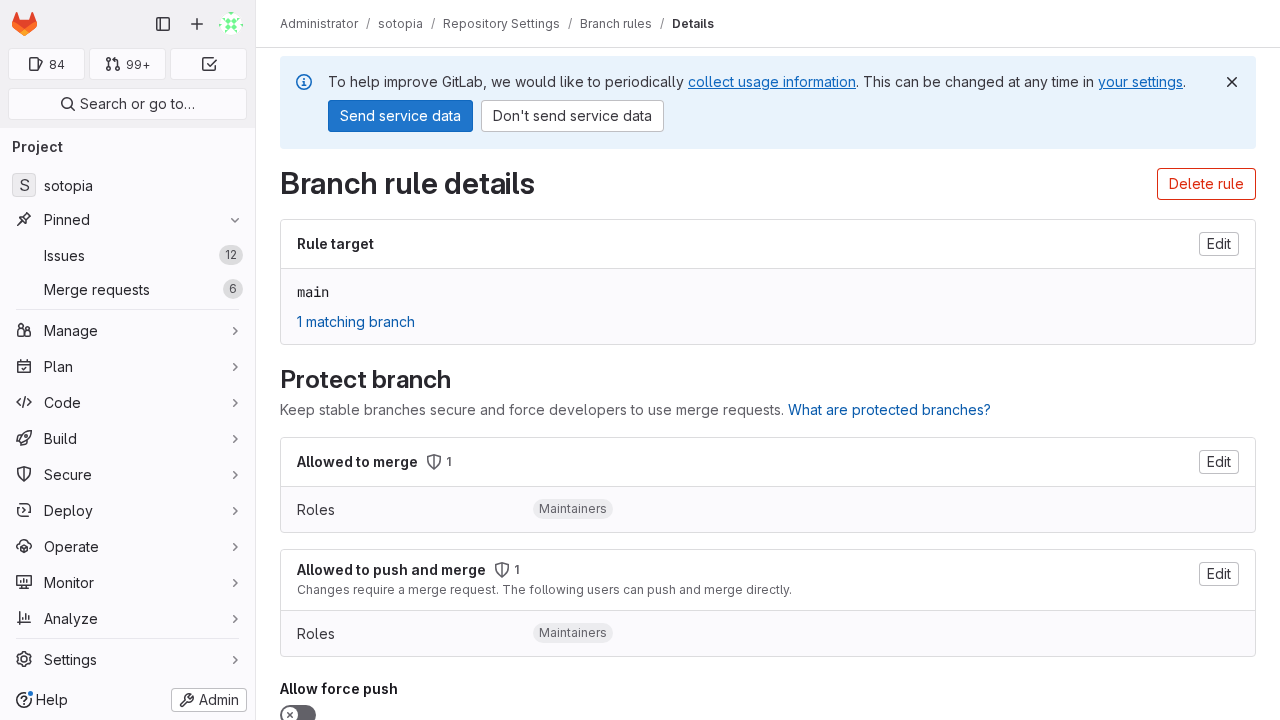 Administrator / sotopia / Repository Settings / Branch rules / Details
84
99+
Search or go to…
Project
S sotopia
Pinned
Issues 12
Merge requests 6
Manage
Plan
Code
Build
Secure
Deploy
Operate
Monitor
Analyze
Settings
Help
Admin
To help improve GitLab, we would like to periodically collect usage information. This can be changed at any time in your settings.
Send service data
Don't send service data
Branch rule details
Delete rule
Rule target
Edit
main
1 matching branch
Protect branch
Keep stable branches secure and force developers to use merge requests. What are protected branches?
Allowed to merge 1
Edit
Roles Maintainers
Allowed to push and merge 1
Edit
Changes require a merge request. The following users can push and merge directly.
Roles Maintainers
Allow force push